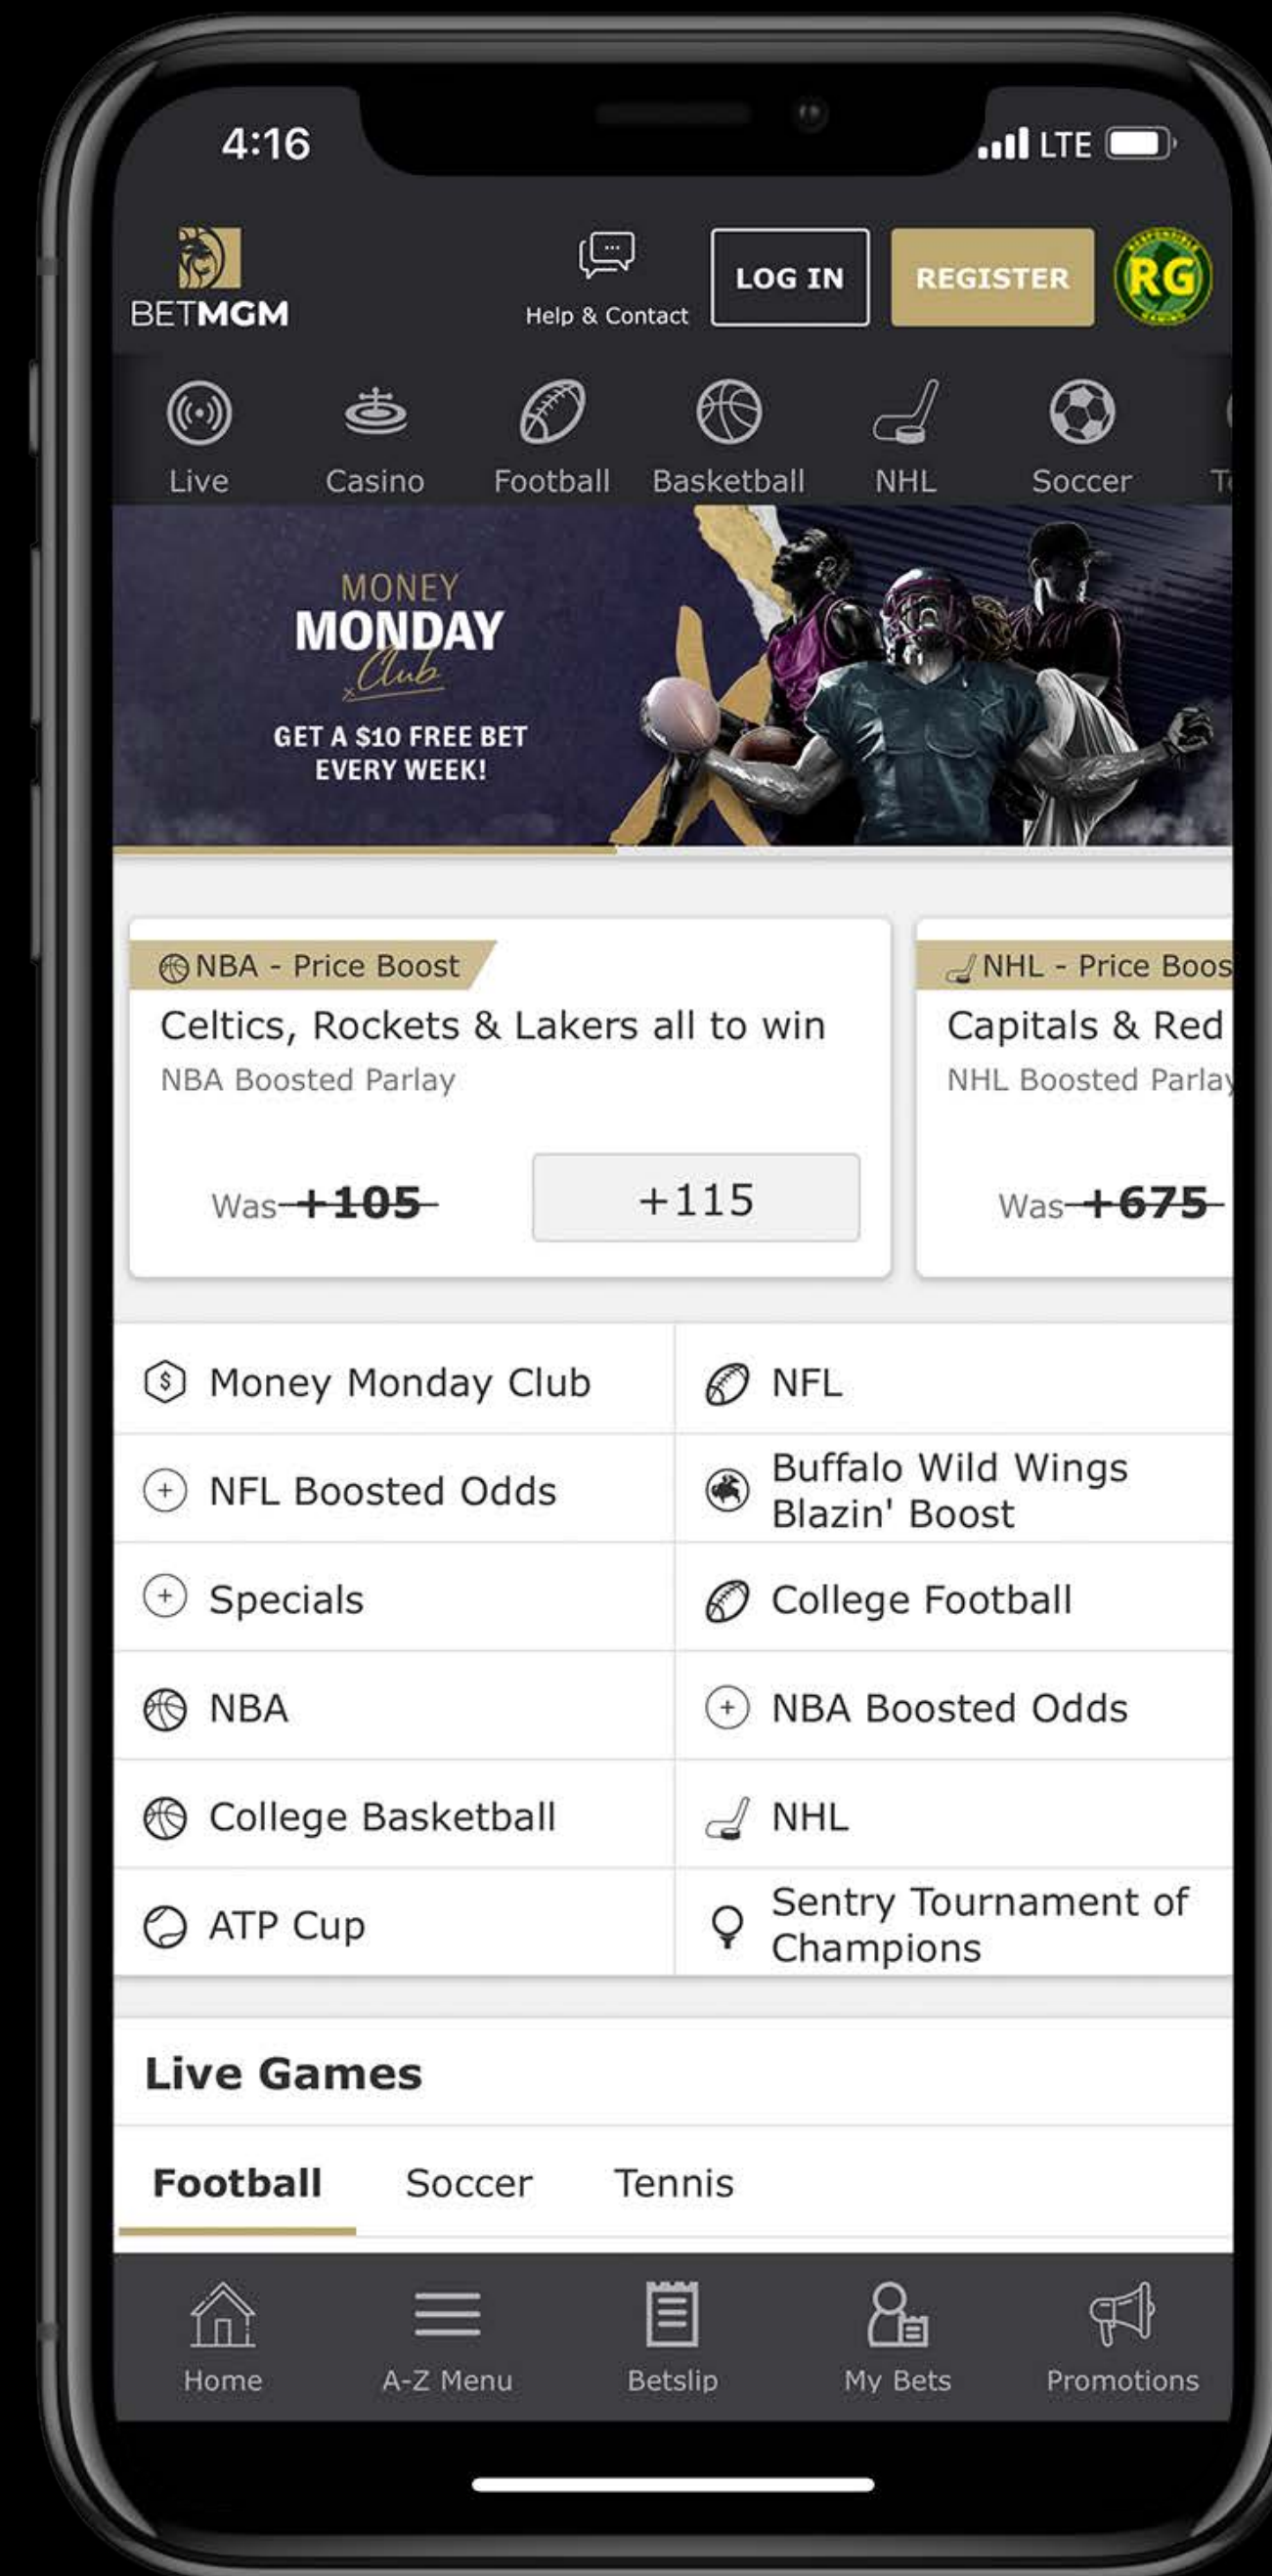 4:16
LTE
BETMGM
Help & Contact
LOG IN
REGISTER
RESPONSIBLE
RG
GAMING
Live
Casino
Football
Basketball
NHL
Soccer
MONEY
MONDAY
Club
GET A $10 FREE BET
EVERY WEEK!
NBA - Price Boost
Celtics, Rockets & Lakers all to win
NBA Boosted Parlay
Was +105
+115
NHL - Price Boos
Capitals & Red
NHL Boosted Parlay
Was +675
$ Money Monday Club
NFL
NFL Boosted Odds
Buffalo Wild Wings
Blazin' Boost
Specials
College Football
NBA
NBA Boosted Odds
College Basketball
NHL
ATP Cup
Sentry Tournament of
Champions
Live Games
Football
Soccer
Tennis
Home
A-Z Menu
Betslip
My Bets
Promotions